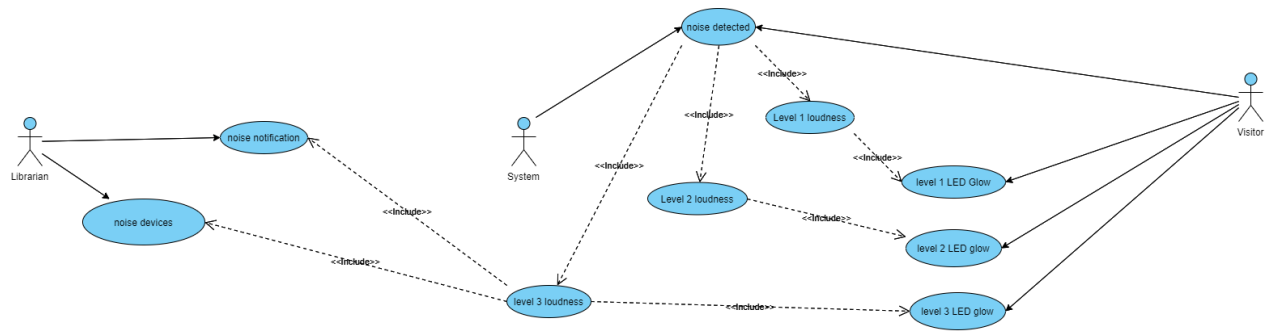 noise detected
<<Include>>
Level 1 loudness
<<Include>>
noise notification
Librarian
System
Visitor
<<Include>>
<<Include>>
level 1 LED Glow
Level 2 loudness
<<Include>>
noise devices
<<Include>>
level 2 LED glow
<<Include>>
level 3 loudness
<<Include>>
level 3 LED glow